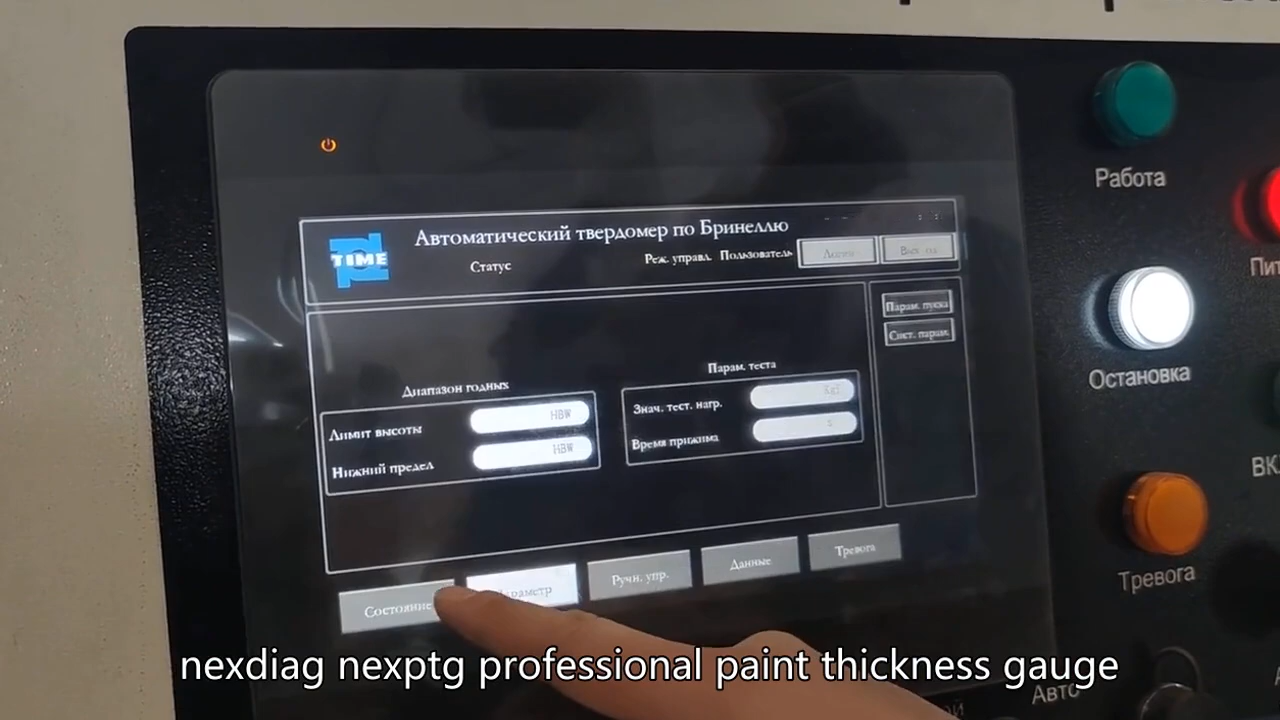 Автоматический твердомер по Бринеллю
TIME
Статус
Реж. управл.
Пользователь
Парам. пуска
Сист. парам.
Диапазон годных
Лимит высоты
HBW
Нижний предел
HBW
Парам. теста
Знач. тест. нагр.
Kgf
Время прижима
s
Состояние
Ручн. упр.
Данные
Тревога
Работа
Остановка
Тревога
Авто
nexdiag nexptg professional paint thickness gauge